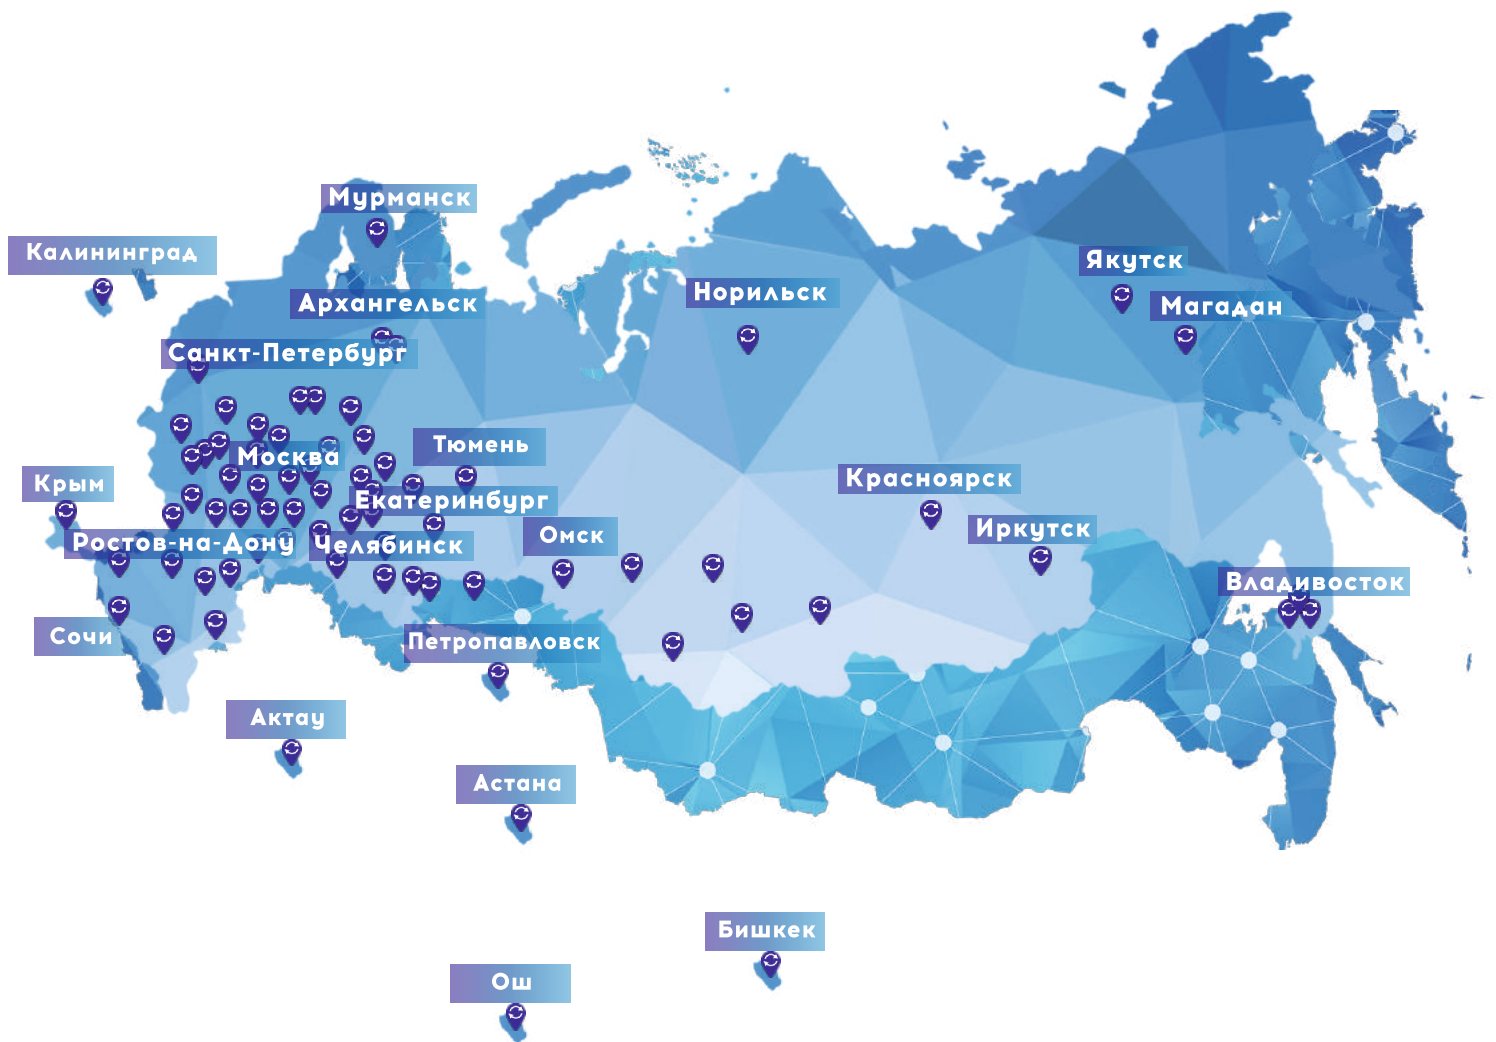 Мурманск
Калининград
Якутск
Норильск
Архангельск
Магадан
Санкт-Петербург
Тюмень
Москва
Красноярск
Крым
Екатеринбург
Иркутск
Омск
Ростов-на-Дону
Челябинск
Владивосток
Сочи
Петропавловск
Актау
Астана
Бишкек
Ош